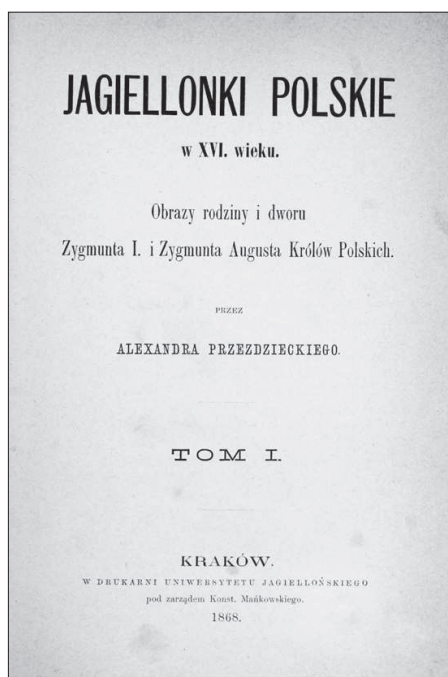 JAGIELLONKI POLSKIE
w XVI. wieku.
Obrazy rodziny i dworu
Zygmunta I. i Zygmunta Augusta Królów Polskich.
PRZEZ
ALEXANDRA PRZEZDZIECKIEGO.
TOM I.
KRAKÓW.
W DRUKARNI UNIWERSYTETU JAGIELLOŃSKIEGO
pod zarządem Konst. Mańkowskiego.
1868.